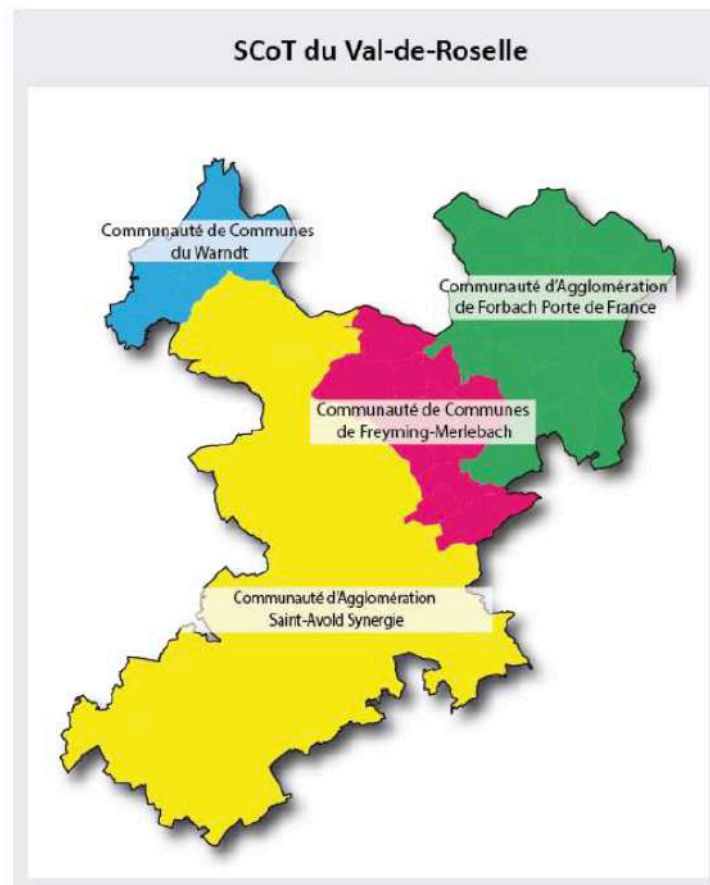 SCoT du Val-de-Roselle
Communauté de Communes
du Warndt
Communauté d'Agglomération
de Forbach Porte de France
Communauté de Communes
de Freyming-Merlebach
Communauté d'Agglomération
Saint-Avold Synergie